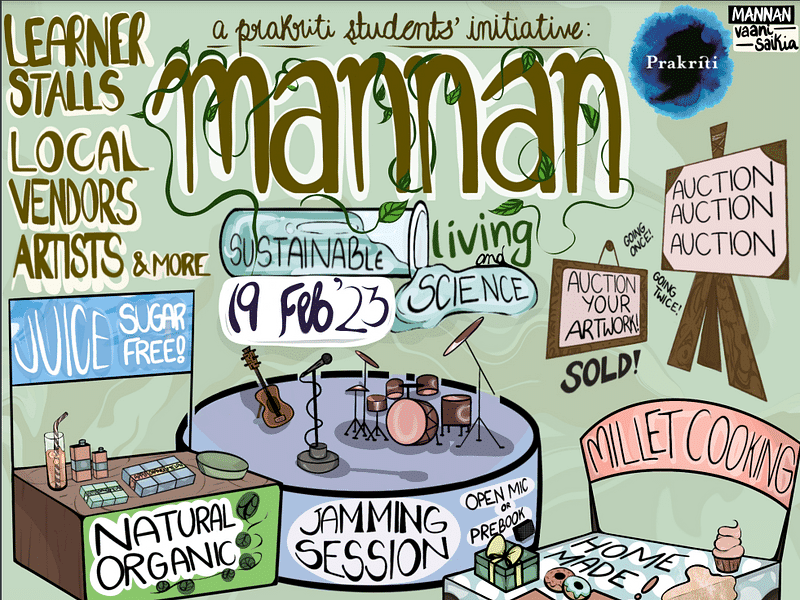 a prakriti students' initiative:
mannan
Prakriti
MANNAN
vaani
saikia
LEARNER
STALLS
LOCAL
VENDORS
ARTISTS & MORE
SUSTAINABLE
living
and
SCIENCE
19 Feb'23
AUCTION
AUCTION
AUCTION
GOING
ONCE!
GOING
TWICE!
AUCTION
YOUR
ARTWORK!
SOLD!
JUICE SUGAR
FREE!
NATURAL
ORGANIC
JAMMING
SESSION
OPEN MIC
or
PREBOOK
MILLET COOKING
HOME
MADE!